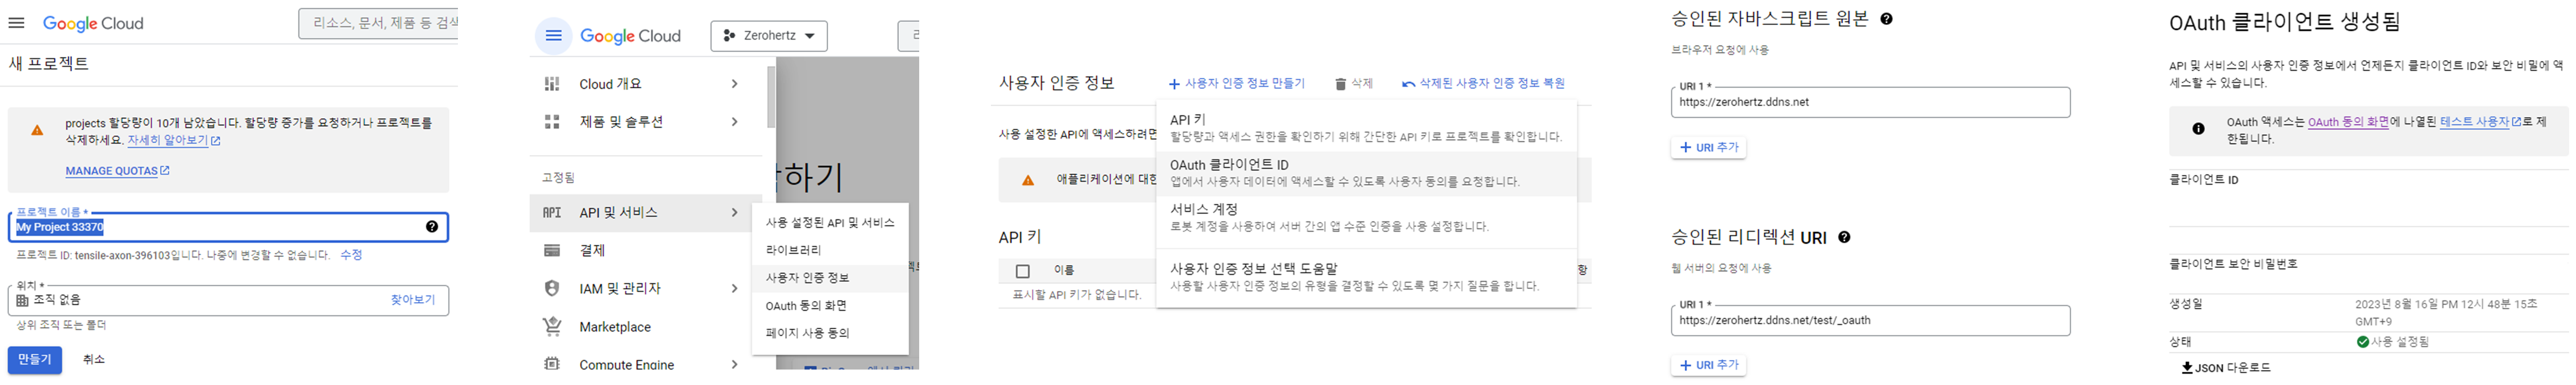 Google Cloud
리소스, 문서, 제품 등 검색
새 프로젝트
projects 할당량이 10개 남았습니다. 할당량 증가를 요청하거나 프로젝트를
삭제하세요. 자세히 알아보기
MANAGE QUOTAS
프로젝트 이름 *
My Project 33370
프로젝트 ID: tensile-axon-396103입니다. 나중에 변경할 수 없습니다. 수정
위치 *
조직 없음
찾아보기
상위 조직 또는 폴더
만들기
취소
Google Cloud
Zerohertz
Cloud 개요
제품 및 솔루션
고정됨
API API 및 서비스
결제
IAM 및 관리자
Marketplace
Compute Engine
하기
사용 설정된 API 및 서비스
라이브러리
사용자 인증 정보
OAuth 동의 화면
페이지 사용 동의
사용자 인증 정보
+ 사용자 인증 정보 만들기
삭제
삭제된 사용자 인증 정보 복원
사용 설정한 API에 액세스하려면
애플리케이션에 대한
API 키
이름
표시할 API 키가 없습니다.
API 키
할당량과 액세스 권한을 확인하기 위해 간단한 API 키로 프로젝트를 확인합니다.
OAuth 클라이언트 ID
앱에서 사용자 데이터에 액세스할 수 있도록 사용자 동의를 요청합니다.
서비스 계정
로봇 계정을 사용하여 서버 간의 앱 수준 인증을 사용 설정합니다.
사용자 인증 정보 선택 도움말
사용할 사용자 인증 정보의 유형을 결정할 수 있도록 몇 가지 질문을 합니다.
승인된 자바스크립트 원본
브라우저 요청에 사용
URI 1 *
https://zerohertz.ddns.net
+ URI 추가
승인된 리디렉션 URI
웹 서버의 요청에 사용
URI 1 *
https://zerohertz.ddns.net/test/_oauth
+ URI 추가
OAuth 클라이언트 생성됨
API 및 서비스의 사용자 인증 정보에서 언제든지 클라이언트 ID와 보안 비밀에 액
세스할 수 있습니다.
OAuth 액세스는 OAuth 동의 화면에 나열된 테스트 사용자로 제
한됩니다.
클라이언트 ID
클라이언트 보안 비밀번호
생성일
2023년 8월 16일 PM 12시 48분 15초
GMT+9
상태
사용 설정됨
JSON 다운로드